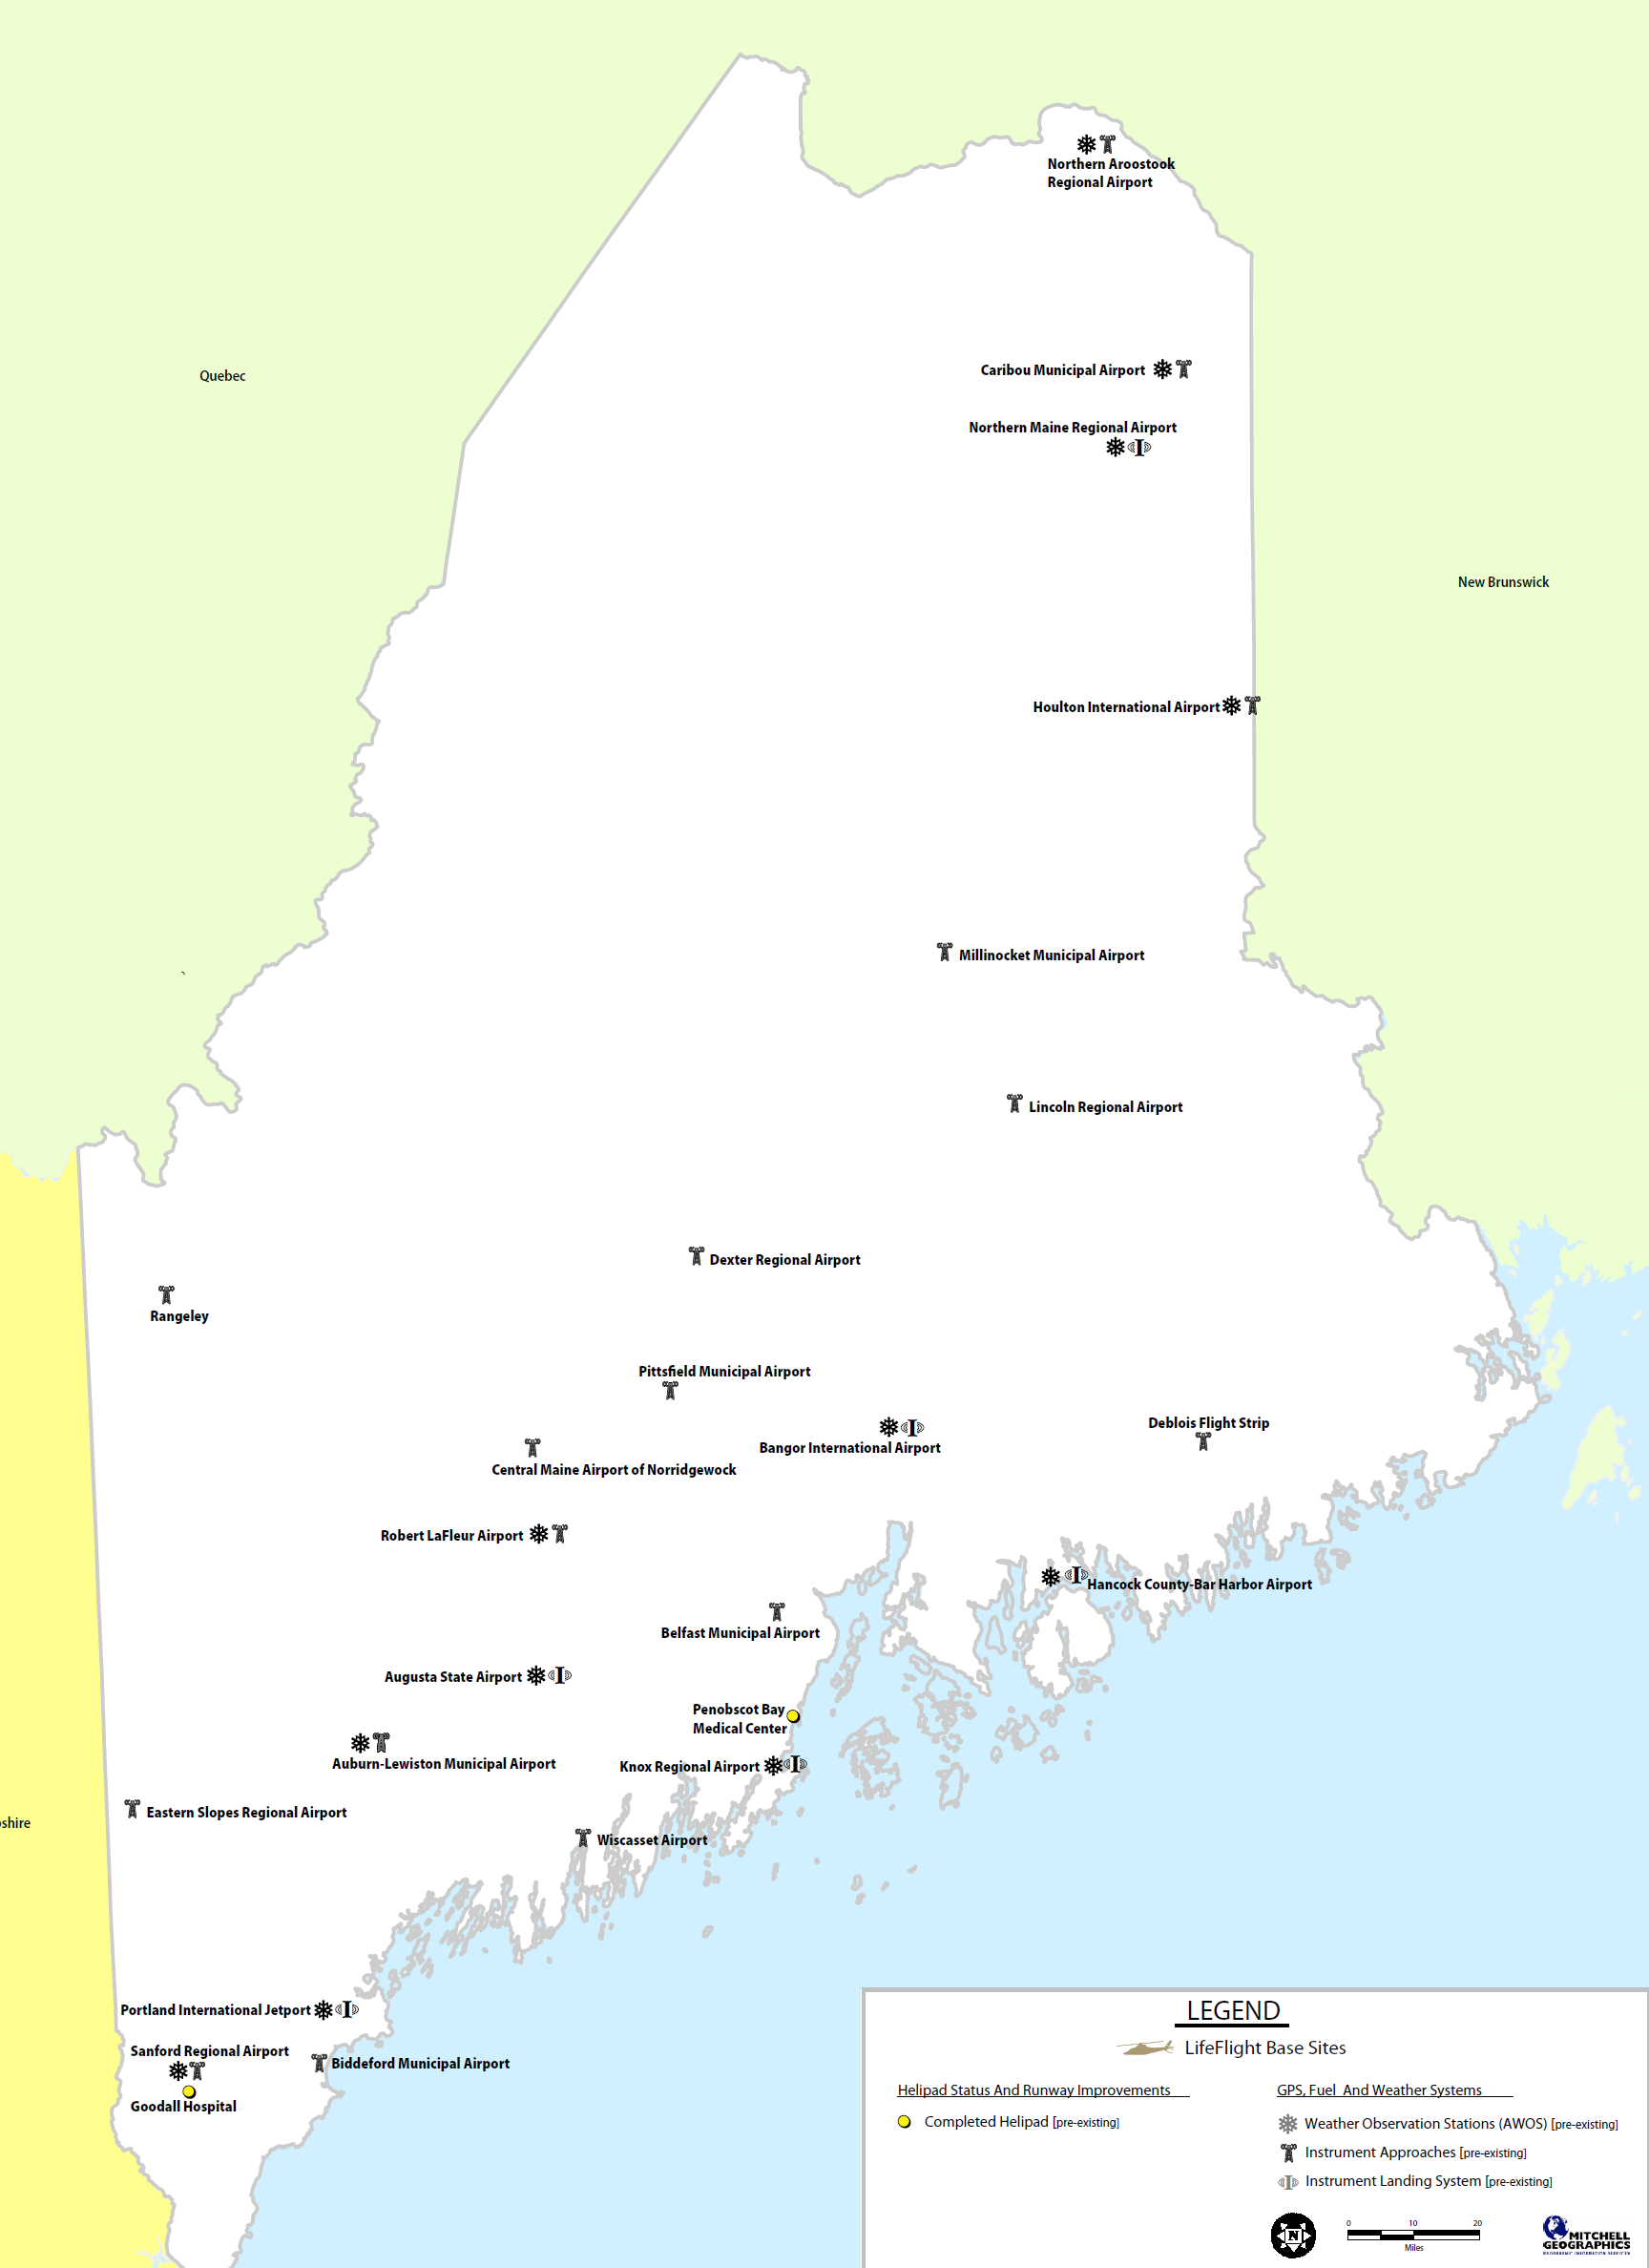 Northern Aroostook
Regional Airport
Quebec
Caribou Municipal Airport
Northern Maine Regional Airport
New Brunswick
Houlton International Airport
Millinocket Municipal Airport
Lincoln Regional Airport
Dexter Regional Airport
Rangeley
Pittsfield Municipal Airport
Deblois Flight Strip
Bangor International Airport
Central Maine Airport of Norridgewock
Robert LaFleur Airport
Hancock County-Bar Harbor Airport
Belfast Municipal Airport
Augusta State Airport
Penobscot Bay
Medical Center
Auburn-Lewiston Municipal Airport
Knox Regional Airport
Eastern Slopes Regional Airport
shire
Wiscasset Airport
Portland International Jetport
Sanford Regional Airport
Biddeford Municipal Airport
Goodall Hospital
LEGEND
LifeFlight Base Sites
Helipad Status And Runway Improvements
Completed Helipad [pre-existing]
GPS, Fuel And Weather Systems
Weather Observation Stations (AWOS) [pre-existing]
Instrument Approaches [pre-existing]
Instrument Landing System [pre-existing]
N
0 10 20
Miles
MITCHELL
GEOGRAPHICS
GEOGRAPHIC INFORMATION SERVICES